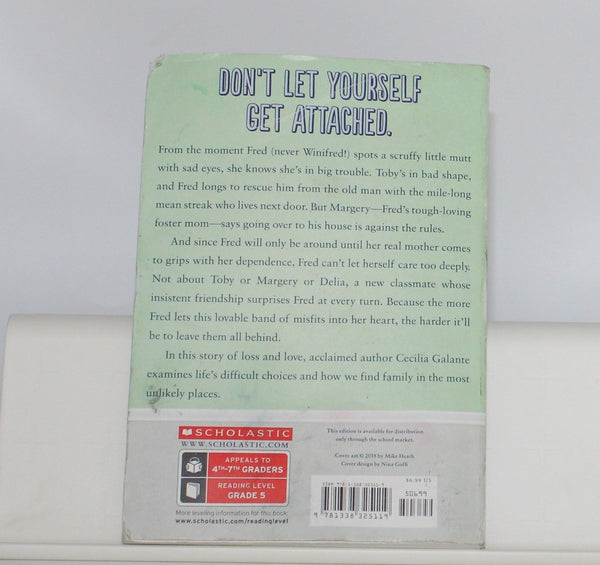 DON'T LET YOURSELF
GET ATTACHED.
From the moment Fred (never Winifred!) spots a scruffy little mutt
with sad eyes, she knows she's in big trouble. Toby's in bad shape,
and Fred longs to rescue him from the old man with the mile-long
mean streak who lives next door. But Margery—Fred's tough-loving
foster mom—says going over to his house is against the rules.
And since Fred will only be around until her real mother comes
to grips with her dependence, Fred can't let herself care too deeply.
Not about Toby or Margery or Delia, a new classmate whose
insistent friendship surprises Fred at every turn. Because the more
Fred lets this lovable band of misfits into her heart, the harder it'll
be to leave them all behind.
In this story of loss and love, acclaimed author Cecilia Galante
examines life's difficult choices and how we find family in the most
unlikely places.
SCHOLASTIC
WWW.SCHOLASTIC.COM
APPEALS TO
4TH–7TH GRADERS
READING LEVEL
GRADE 5
More leveling information for this book:
www.scholastic.com/readinglevel
This edition is available for distribution
only through the school market.
Cover art © 2018 by Mike Heath
Cover design by Nina Goffi
$6.99 US
50699
9 781338 325119